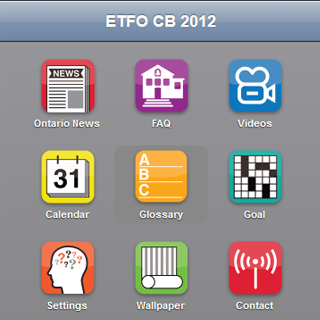 ETFO CB 2012
NEWS
Ontario News
FAQ
Videos
31
Calendar
A
B
C
Glossary
Goal
? ? ? ? ? ?
Settings
Wallpaper
Contact